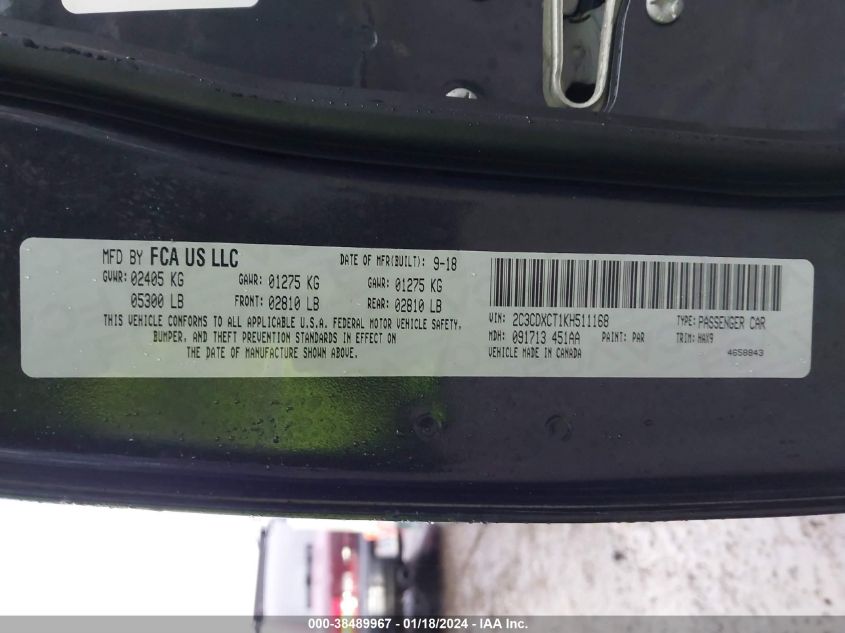 MFD BY FCA US LLC
DATE OF MFR(BUILT): 9-18
GVWR: 02405 KG GAWR: 01275 KG GAWR: 01275 KG
05300 LB FRONT: 02810 LB REAR: 02810 LB
THIS VEHICLE CONFORMS TO ALL APPLICABLE U.S.A. FEDERAL MOTOR VEHICLE SAFETY,
BUMPER, AND THEFT PREVENTION STANDARDS IN EFFECT ON
THE DATE OF MANUFACTURE SHOWN ABOVE.
VIN: 2C3CDXCT1KH511168 TYPE: PASSENGER CAR
MDH: 091713 451AA PAINT: PAR TRIM: HAX9
VEHICLE MADE IN CANADA 4658843
000-38489967 - 01/18/2024 - IAA Inc.